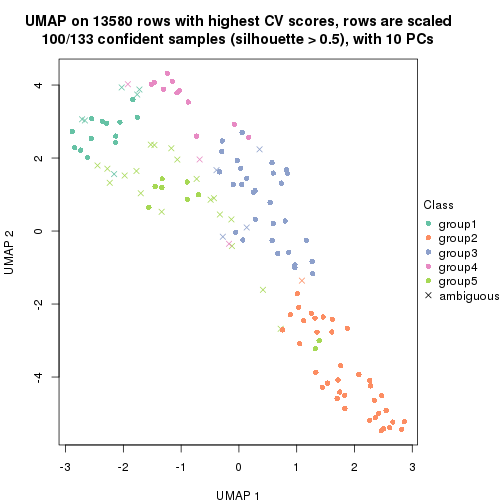 UMAP on 13580 rows with highest CV scores, rows are scaled
100/133 confident samples (silhouette > 0.5), with 10 PCs
4
2
0
-2
-4
UMAP 2
-3 -2 -1 0 1 2 3
UMAP 1
Class
group1
group2
group3
group4
group5
ambiguous